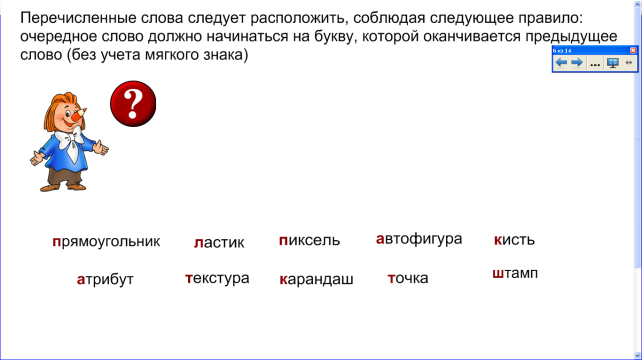 Перечисленные слова следует расположить, соблюдая следующее правило:
очередное слово должно начинаться на букву, которой оканчивается предыдущее
слово (без учета мягкого знака)
6 из 14
?
прямоугольник ластик пиксель автофигура кисть
атрибут текстура карандаш точка штамп